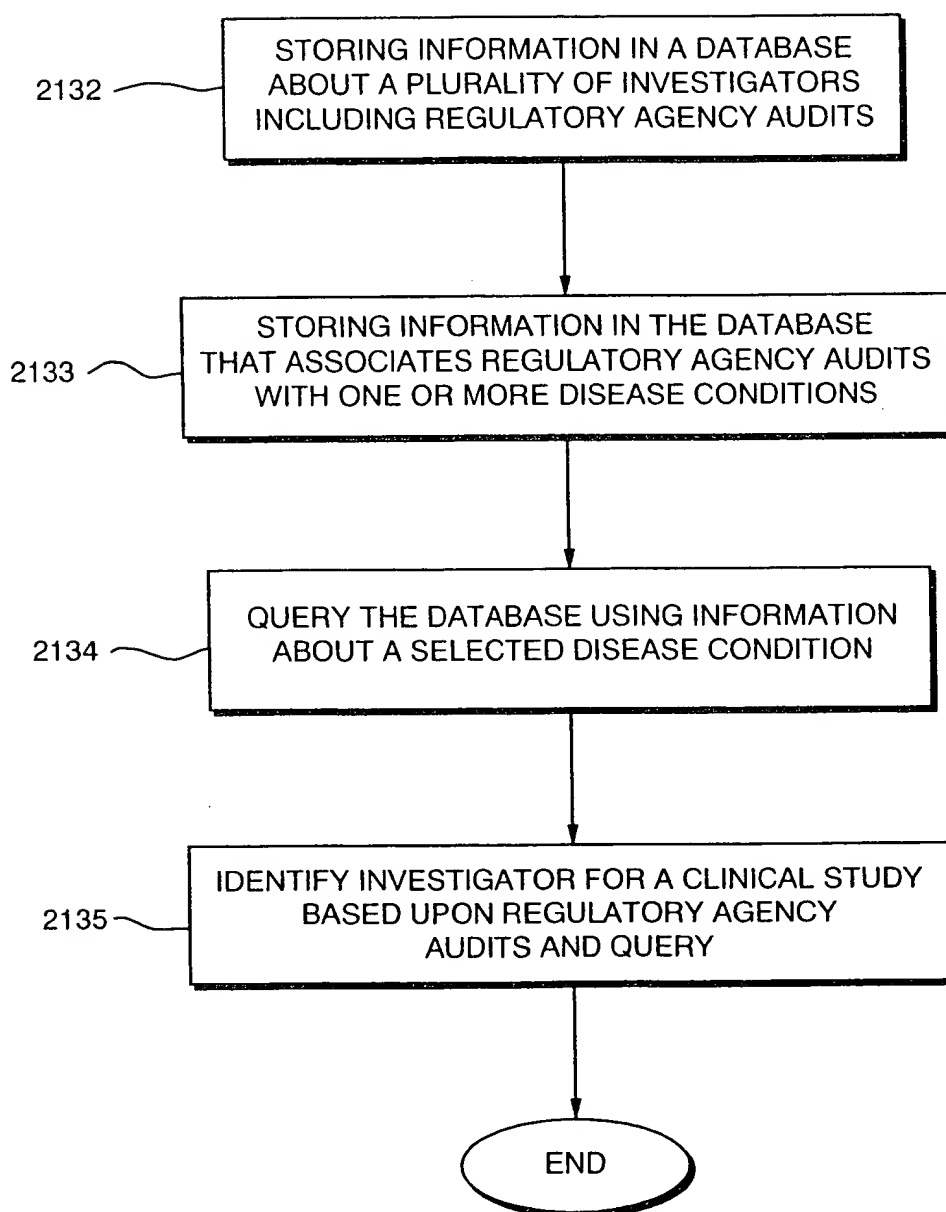 2132
STORING INFORMATION IN A DATABASE
ABOUT A PLURALITY OF INVESTIGATORS
INCLUDING REGULATORY AGENCY AUDITS
2133
STORING INFORMATION IN THE DATABASE
THAT ASSOCIATES REGULATORY AGENCY AUDITS
WITH ONE OR MORE DISEASE CONDITIONS
2134
QUERY THE DATABASE USING INFORMATION
ABOUT A SELECTED DISEASE CONDITION
2135
IDENTIFY INVESTIGATOR FOR A CLINICAL STUDY
BASED UPON REGULATORY AGENCY
AUDITS AND QUERY
END